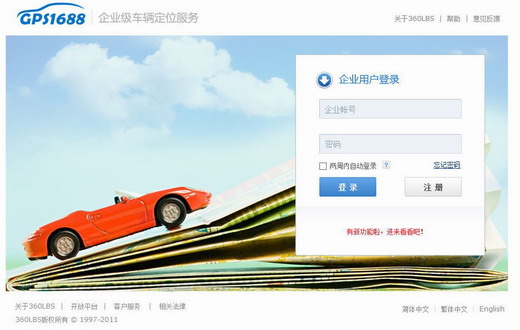 GPS1688 企业级车辆定位服务
关于360LBS | 帮助 | 意见反馈
企业用户登录
企业帐号
密码
两周内自动登录 ? 忘记密码
登 录 注 册
有新功能啦，进来看看吧！
关于360LBS | 开放平台 | 客户服务 | 相关法律
360LBS版权所有 © 1997-2011
简体中文 | 繁体中文 | English